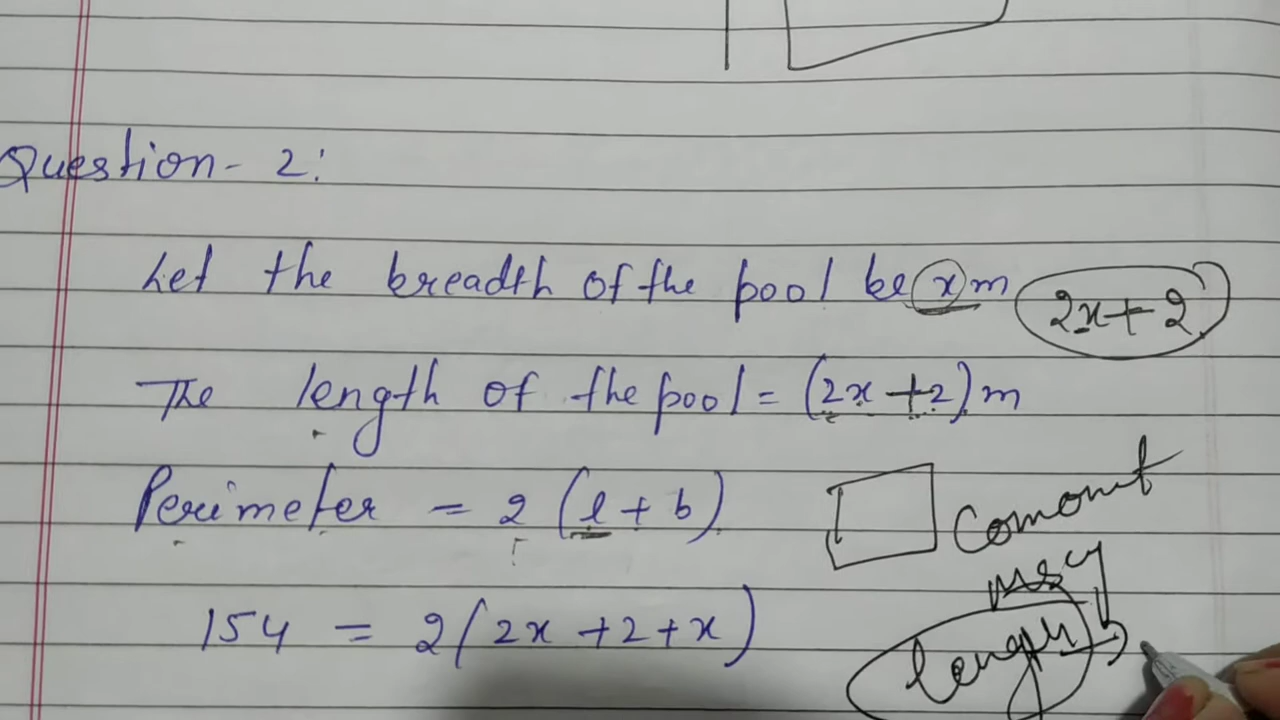 Question- 2:
Let the breadth of the pool be x m
2x+2
The length of the pool = (2x +2) m
Perimeter = 2 (l + b)
154 = 2(2x +2+x)
length